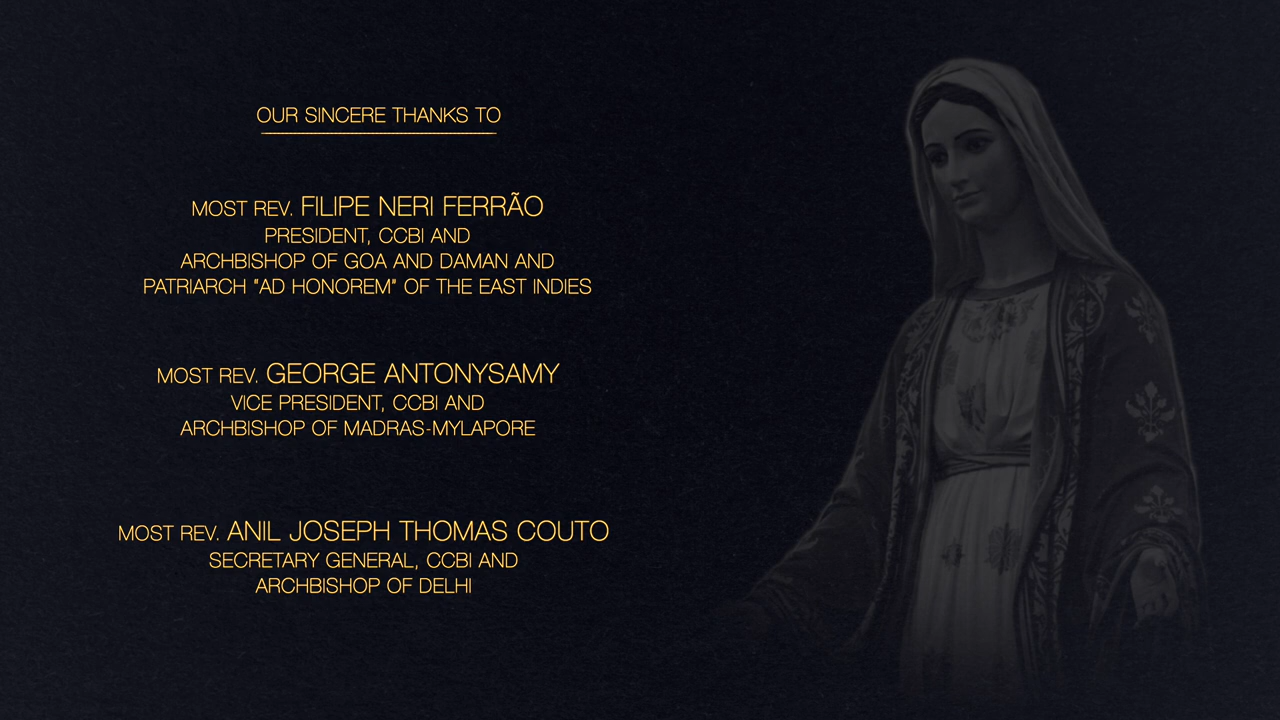 OUR SINCERE THANKS TO
MOST REV. FILIPE NERI FERRÃO
PRESIDENT, CCBI AND
ARCHBISHOP OF GOA AND DAMAN AND
PATRIARCH "AD HONOREM" OF THE EAST INDIES
MOST REV. GEORGE ANTONYSAMY
VICE PRESIDENT, CCBI AND
ARCHBISHOP OF MADRAS-MYLAPORE
MOST REV. ANIL JOSEPH THOMAS COUTO
SECRETARY GENERAL, CCBI AND
ARCHBISHOP OF DELHI